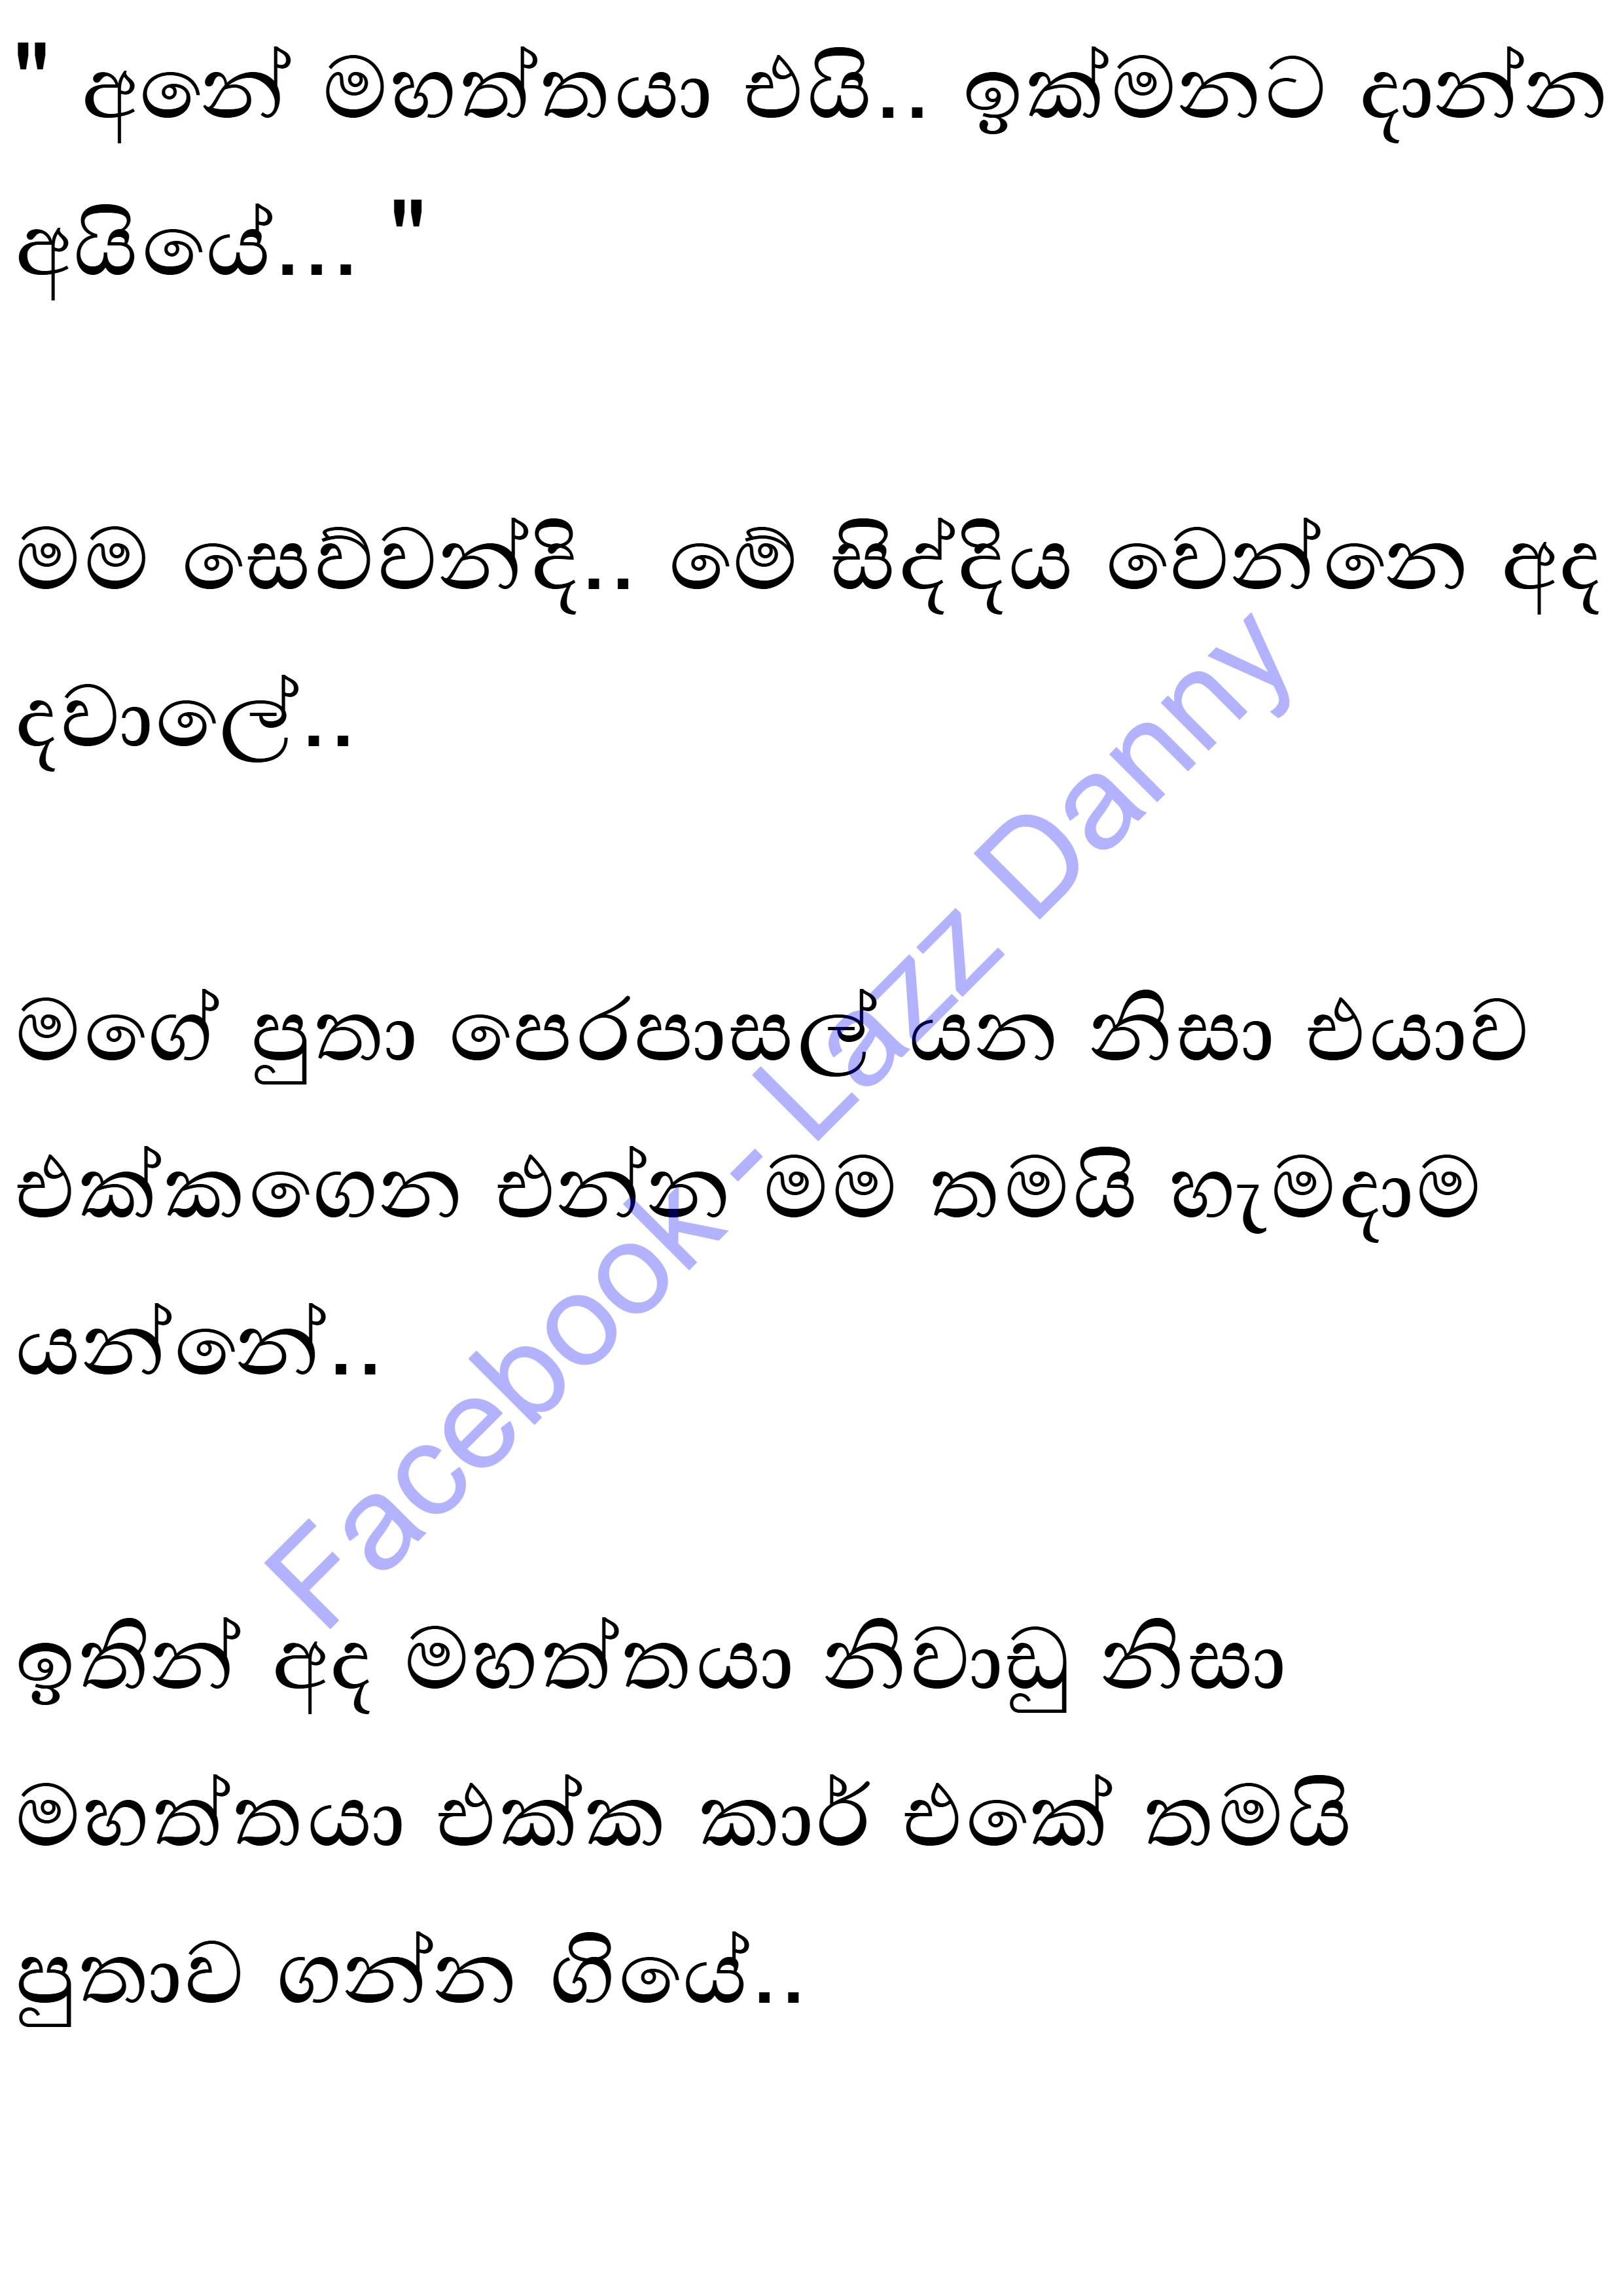 " අනේ මහත්තයා එයි.. ඉක්මනට දාන්න
අයියේ... "
මම සෙව්වන්දි.. මේ සිද්දිය වෙන්නෙ අද
දවාලේ..
මගේ පුතා පෙරපාසල් යන නිසා එයාව
එක්කගෙන එන්න මම තමයි හැමදාම
යන්නේ..
ඉතින් අද මහත්තයා නිවාඩු නිසා
මහත්තයා එක්ක කාර් එකේ තමයි
පුතාව ගන්න ගියේ..
Facebook - Lazz Danny